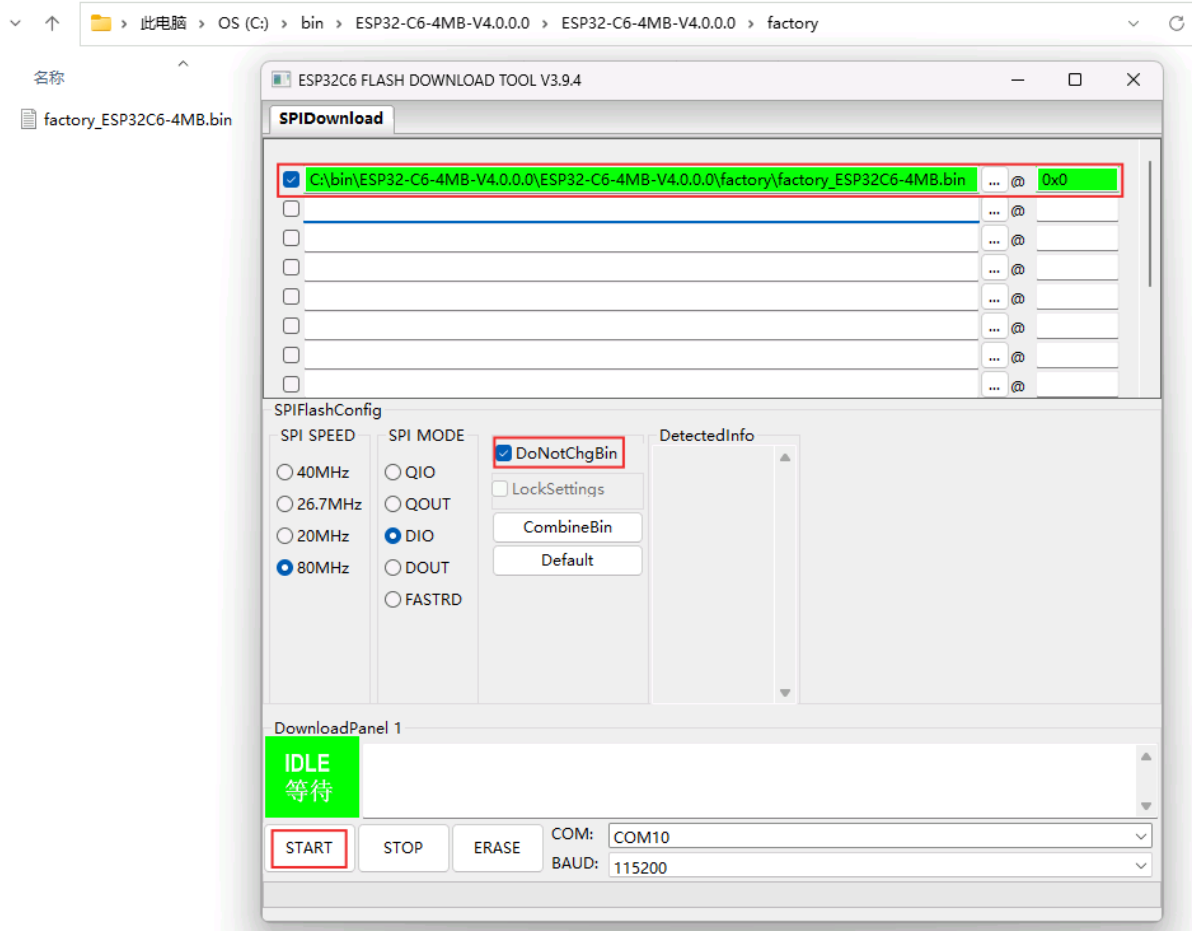 此电脑 › OS (C:) › bin › ESP32-C6-4MB-V4.0.0.0 › ESP32-C6-4MB-V4.0.0.0 › factory
名称
factory_ESP32C6-4MB.bin
ESP32C6 FLASH DOWNLOAD TOOL V3.9.4
SPIDownload
C:\bin\ESP32-C6-4MB-V4.0.0.0\ESP32-C6-4MB-V4.0.0.0\factory\factory_ESP32C6-4MB.bin ... @ 0x0
... @
... @
... @
... @
... @
... @
... @
SPIFlashConfig
SPI SPEED
40MHz
26.7MHz
20MHz
80MHz
SPI MODE
QIO
QOUT
DIO
DOUT
FASTRD
DoNotChgBin
LockSettings
CombineBin
Default
DetectedInfo
DownloadPanel 1
IDLE
等待
START STOP ERASE
COM: COM10
BAUD: 115200